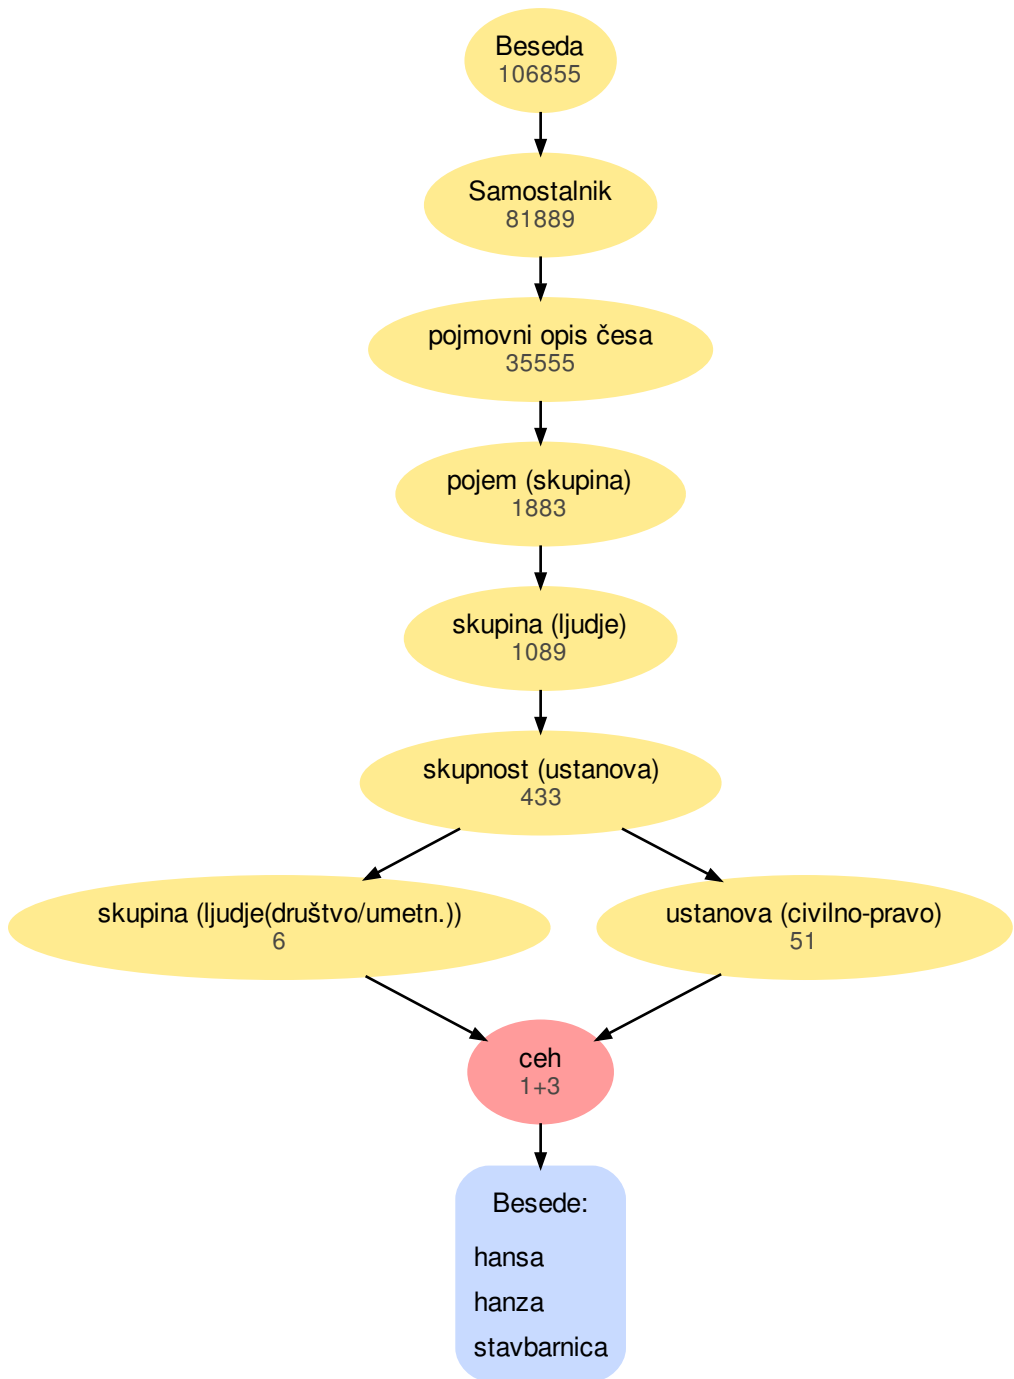 Beseda
106855
Samostalnik
81889
pojmovni opis česa
35555
pojem (skupina)
1883
skupina (ljudje)
1089
skupnost (ustanova)
433
skupina (ljudje(društvo/umetn.))
6
ustanova (civilno-pravo)
51
ceh
1+3
Besede:
hansa
hanza
stavbarnica